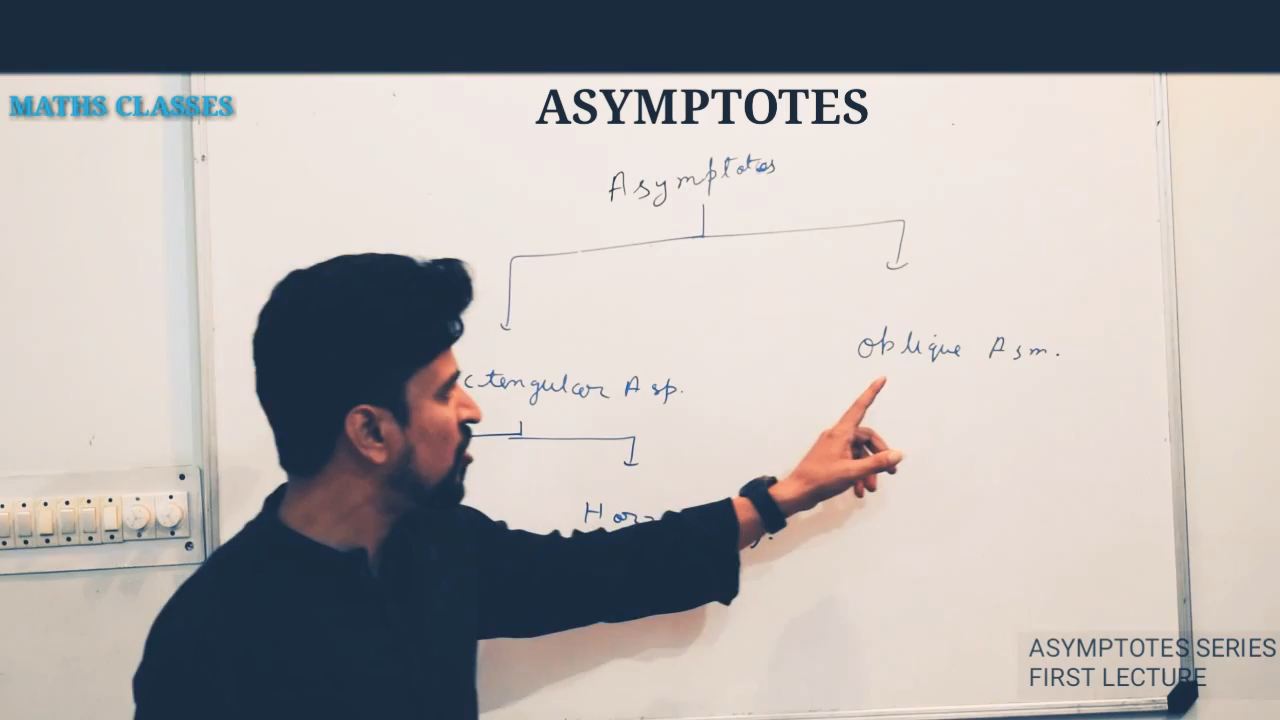 MATHS CLASSES
ASYMPTOTES
Asymptotes
Oblique Asm.
ctengular Asp.
ASYMPTOTES SERIES
FIRST LECTURE